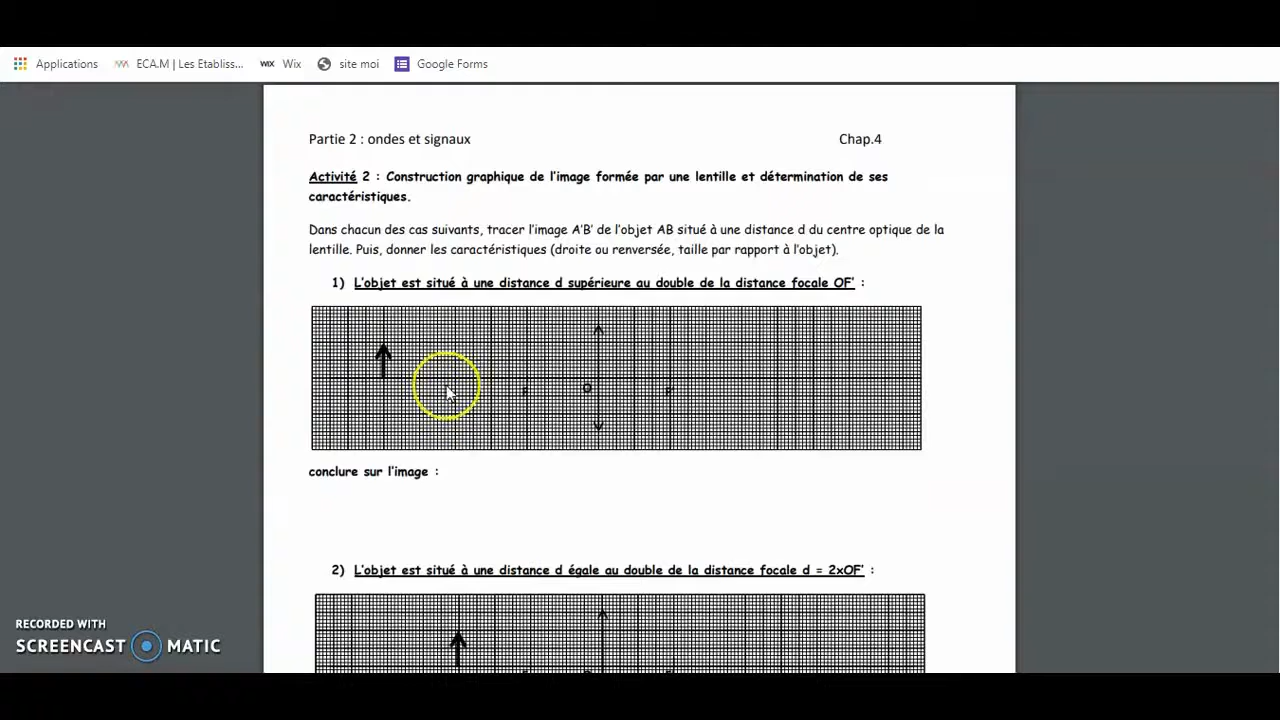 Applications ECA.M | Les Etabliss... WIX Wix site moi Google Forms
Partie 2 : ondes et signaux Chap.4
Activité 2 : Construction graphique de l'image formée par une lentille et détermination de ses
caractéristiques.
Dans chacun des cas suivants, tracer l'image A'B' de l'objet AB situé à une distance d du centre optique de la
lentille. Puis, donner les caractéristiques (droite ou renversée, taille par rapport à l'objet).
1) L'objet est situé à une distance d supérieure au double de la distance focale OF' :
F O F'
conclure sur l'image :
2) L'objet est situé à une distance d égale au double de la distance focale d = 2xOF' :
RECORDED WITH
SCREENCAST MATIC